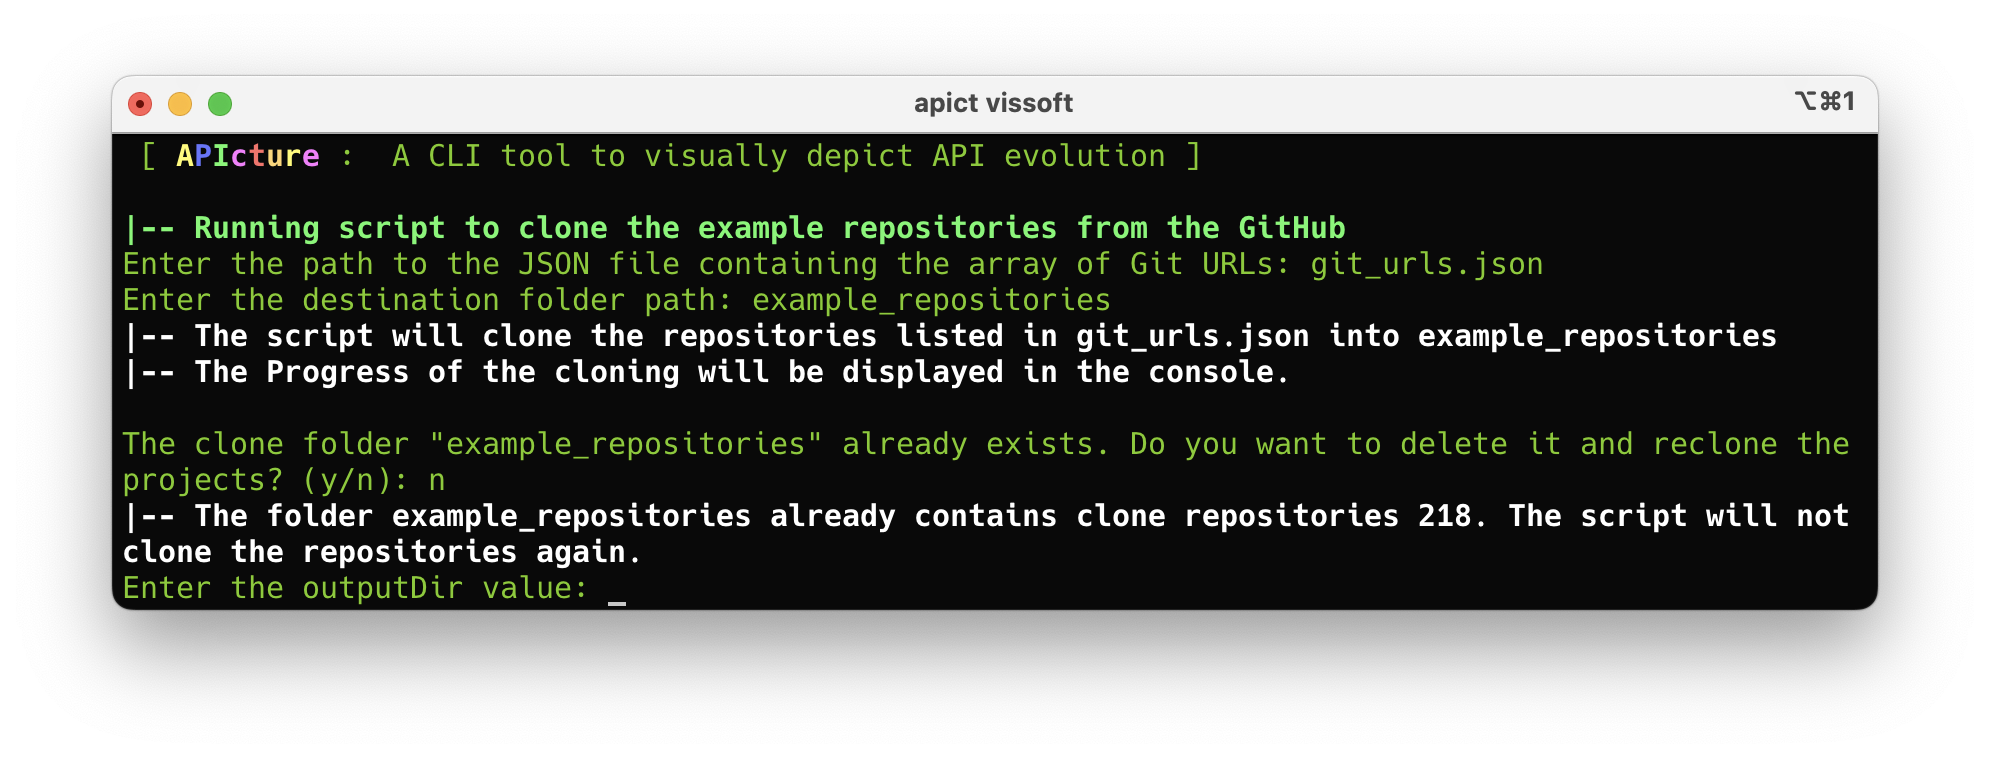 apict vissoft
⌥⌘1
[ APIcture :  A CLI tool to visually depict API evolution ]
|-- Running script to clone the example repositories from the GitHub
Enter the path to the JSON file containing the array of Git URLs: git_urls.json
Enter the destination folder path: example_repositories
|-- The script will clone the repositories listed in git_urls.json into example_repositories
|-- The Progress of the cloning will be displayed in the console.
The clone folder "example_repositories" already exists. Do you want to delete it and reclone the
projects? (y/n): n
|-- The folder example_repositories already contains clone repositories 218. The script will not
clone the repositories again.
Enter the outputDir value: _